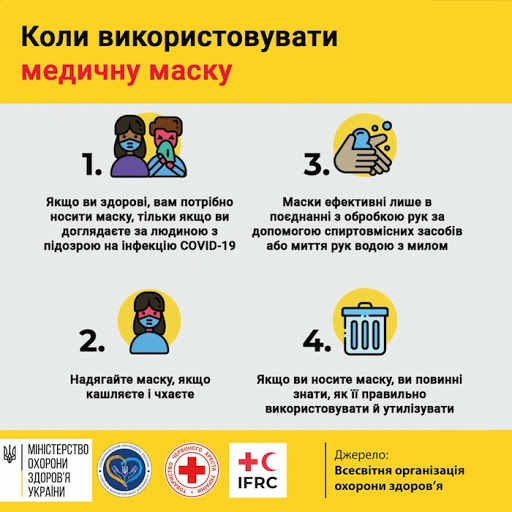 Коли використовувати
медичну маску
1.
Якщо ви здорові, вам потрібно
носити маску, тільки якщо ви
доглядаєте за людиною з
підозрою на інфекцію COVID-19
3.
Маски ефективні лише в
поєднанні з обробкою рук за
допомогою спиртовмісних засобів
або миття рук водою з милом
2.
Надягайте маску, якщо
кашляєте і чхаєте
4.
Якщо ви носите маску, ви повинні
знати, як її правильно
використовувати й утилізувати
МІНІСТЕРСТВО
ОХОРОНИ
ЗДОРОВ'Я
УКРАЇНИ
ТОВАРИСТВО ЧЕРВОНОГО ХРЕСТА
УКРАЇНИ
IFRC
Джерело:
Всесвітня організація
охорони здоров'я